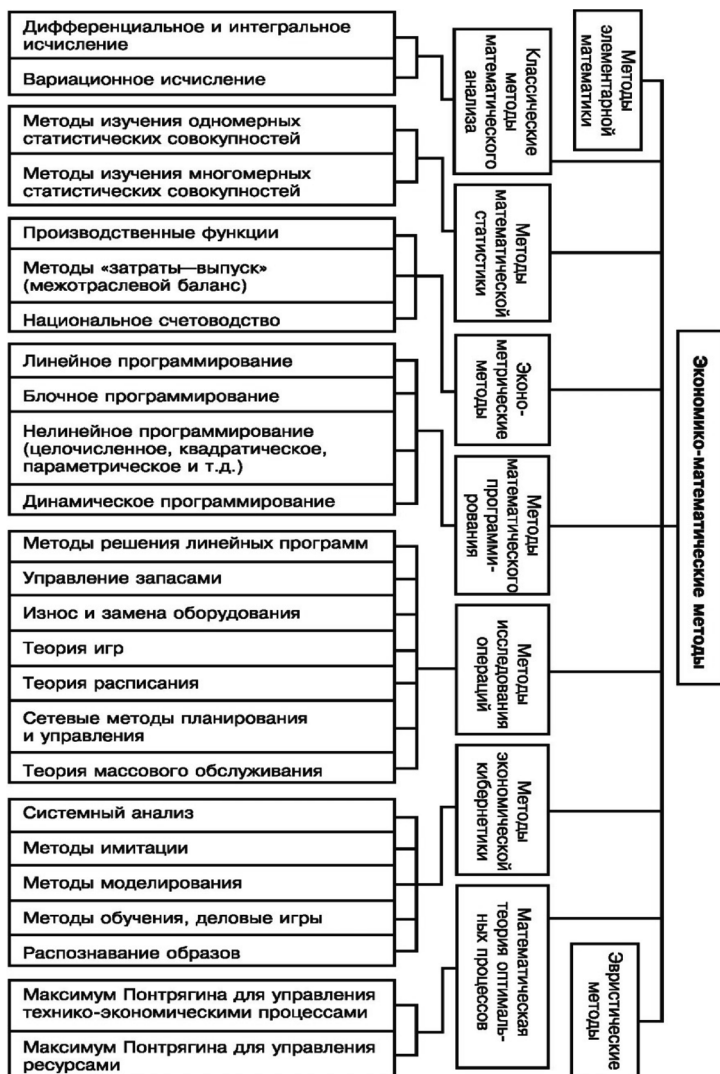 Экономико-математические методы
Методы
элементарной
математики
Классические
методы
математического
анализа
Дифференциальное и интегральное
исчисление
Вариационное исчисление
Методы
математической
статистики
Методы изучения одномерных
статистических совокупностей
Методы изучения многомерных
статистических совокупностей
Эконо-
метрические
методы
Производственные функции
Методы «затраты—выпуск»
(межотраслевой баланс)
Национальное счетоводство
Методы
математического
программи-
рования
Линейное программирование
Блочное программирование
Нелинейное программирование
(целочисленное, квадратическое,
параметрическое и т.д.)
Динамическое программирование
Методы
исследования
операций
Методы решения линейных программ
Управление запасами
Износ и замена оборудования
Теория игр
Теория расписания
Сетевые методы планирования
и управления
Теория массового обслуживания
Методы
экономической
кибернетики
Системный анализ
Методы имитации
Методы моделирования
Методы обучения, деловые игры
Распознавание образов
Математическая
теория оптималь-
ных процессов
Максимум Понтрягина для управления
технико-экономическими процессами
Максимум Понтрягина для управления
ресурсами
Эвристические
методы